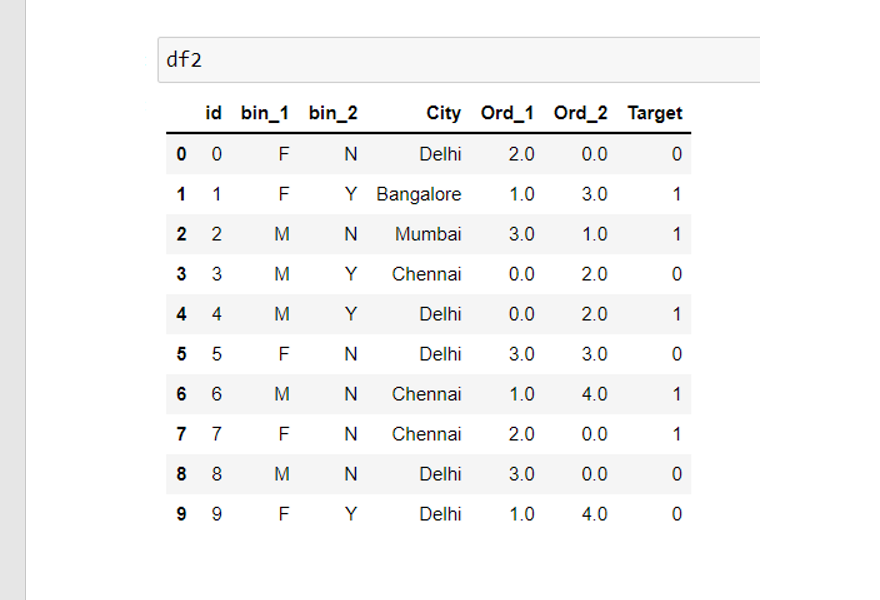 df2
id bin_1 bin_2 City Ord_1 Ord_2 Target
0 0 F N Delhi 2.0 0.0 0
1 1 F Y Bangalore 1.0 3.0 1
2 2 M N Mumbai 3.0 1.0 1
3 3 M Y Chennai 0.0 2.0 0
4 4 M Y Delhi 0.0 2.0 1
5 5 F N Delhi 3.0 3.0 0
6 6 M N Chennai 1.0 4.0 1
7 7 F N Chennai 2.0 0.0 1
8 8 M N Delhi 3.0 0.0 0
9 9 F Y Delhi 1.0 4.0 0